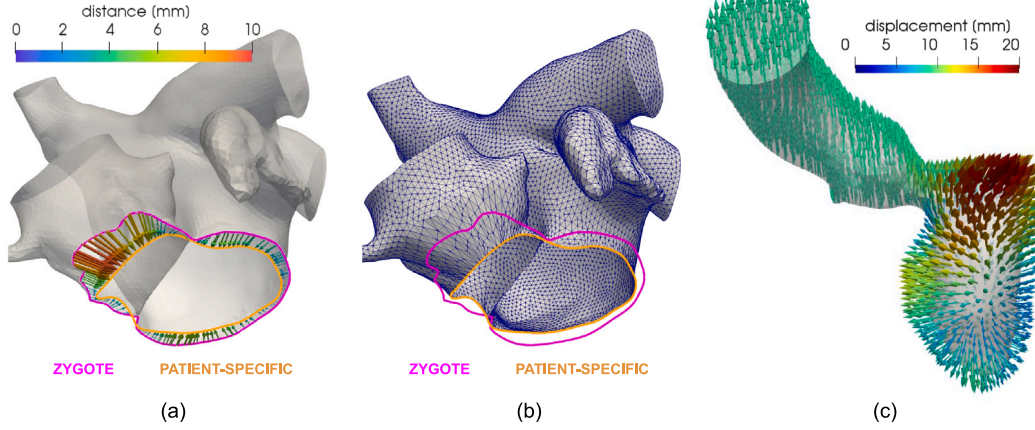 distance (mm)
0 2 4 6 8 10
ZYGOTE PATIENT-SPECIFIC
(a)
ZYGOTE PATIENT-SPECIFIC
(b)
displacement (mm)
0 5 10 15 20
(c)